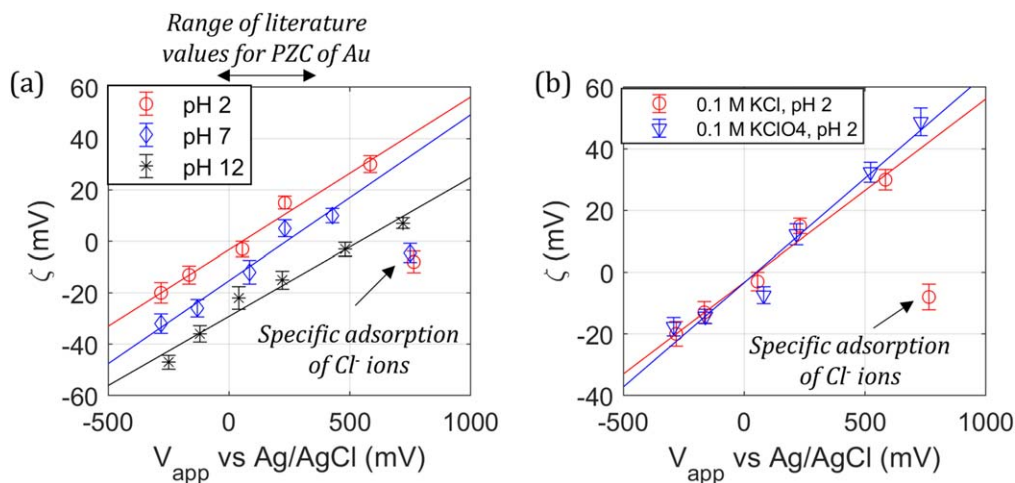 Range of literature
values for PZC of Au
(a)
60
40
20
0
-20
-40
-60
ζ (mV)
pH 2
pH 7
pH 12
Specific adsorption
of Cl- ions
-500
0
500
1000
V_app vs Ag/AgCl (mV)
(b)
60
40
20
0
-20
-40
ζ (mV)
0.1 M KCl, pH 2
0.1 M KClO4, pH 2
Specific adsorption
of Cl- ions
-500
0
500
1000
V_app vs Ag/AgCl (mV)